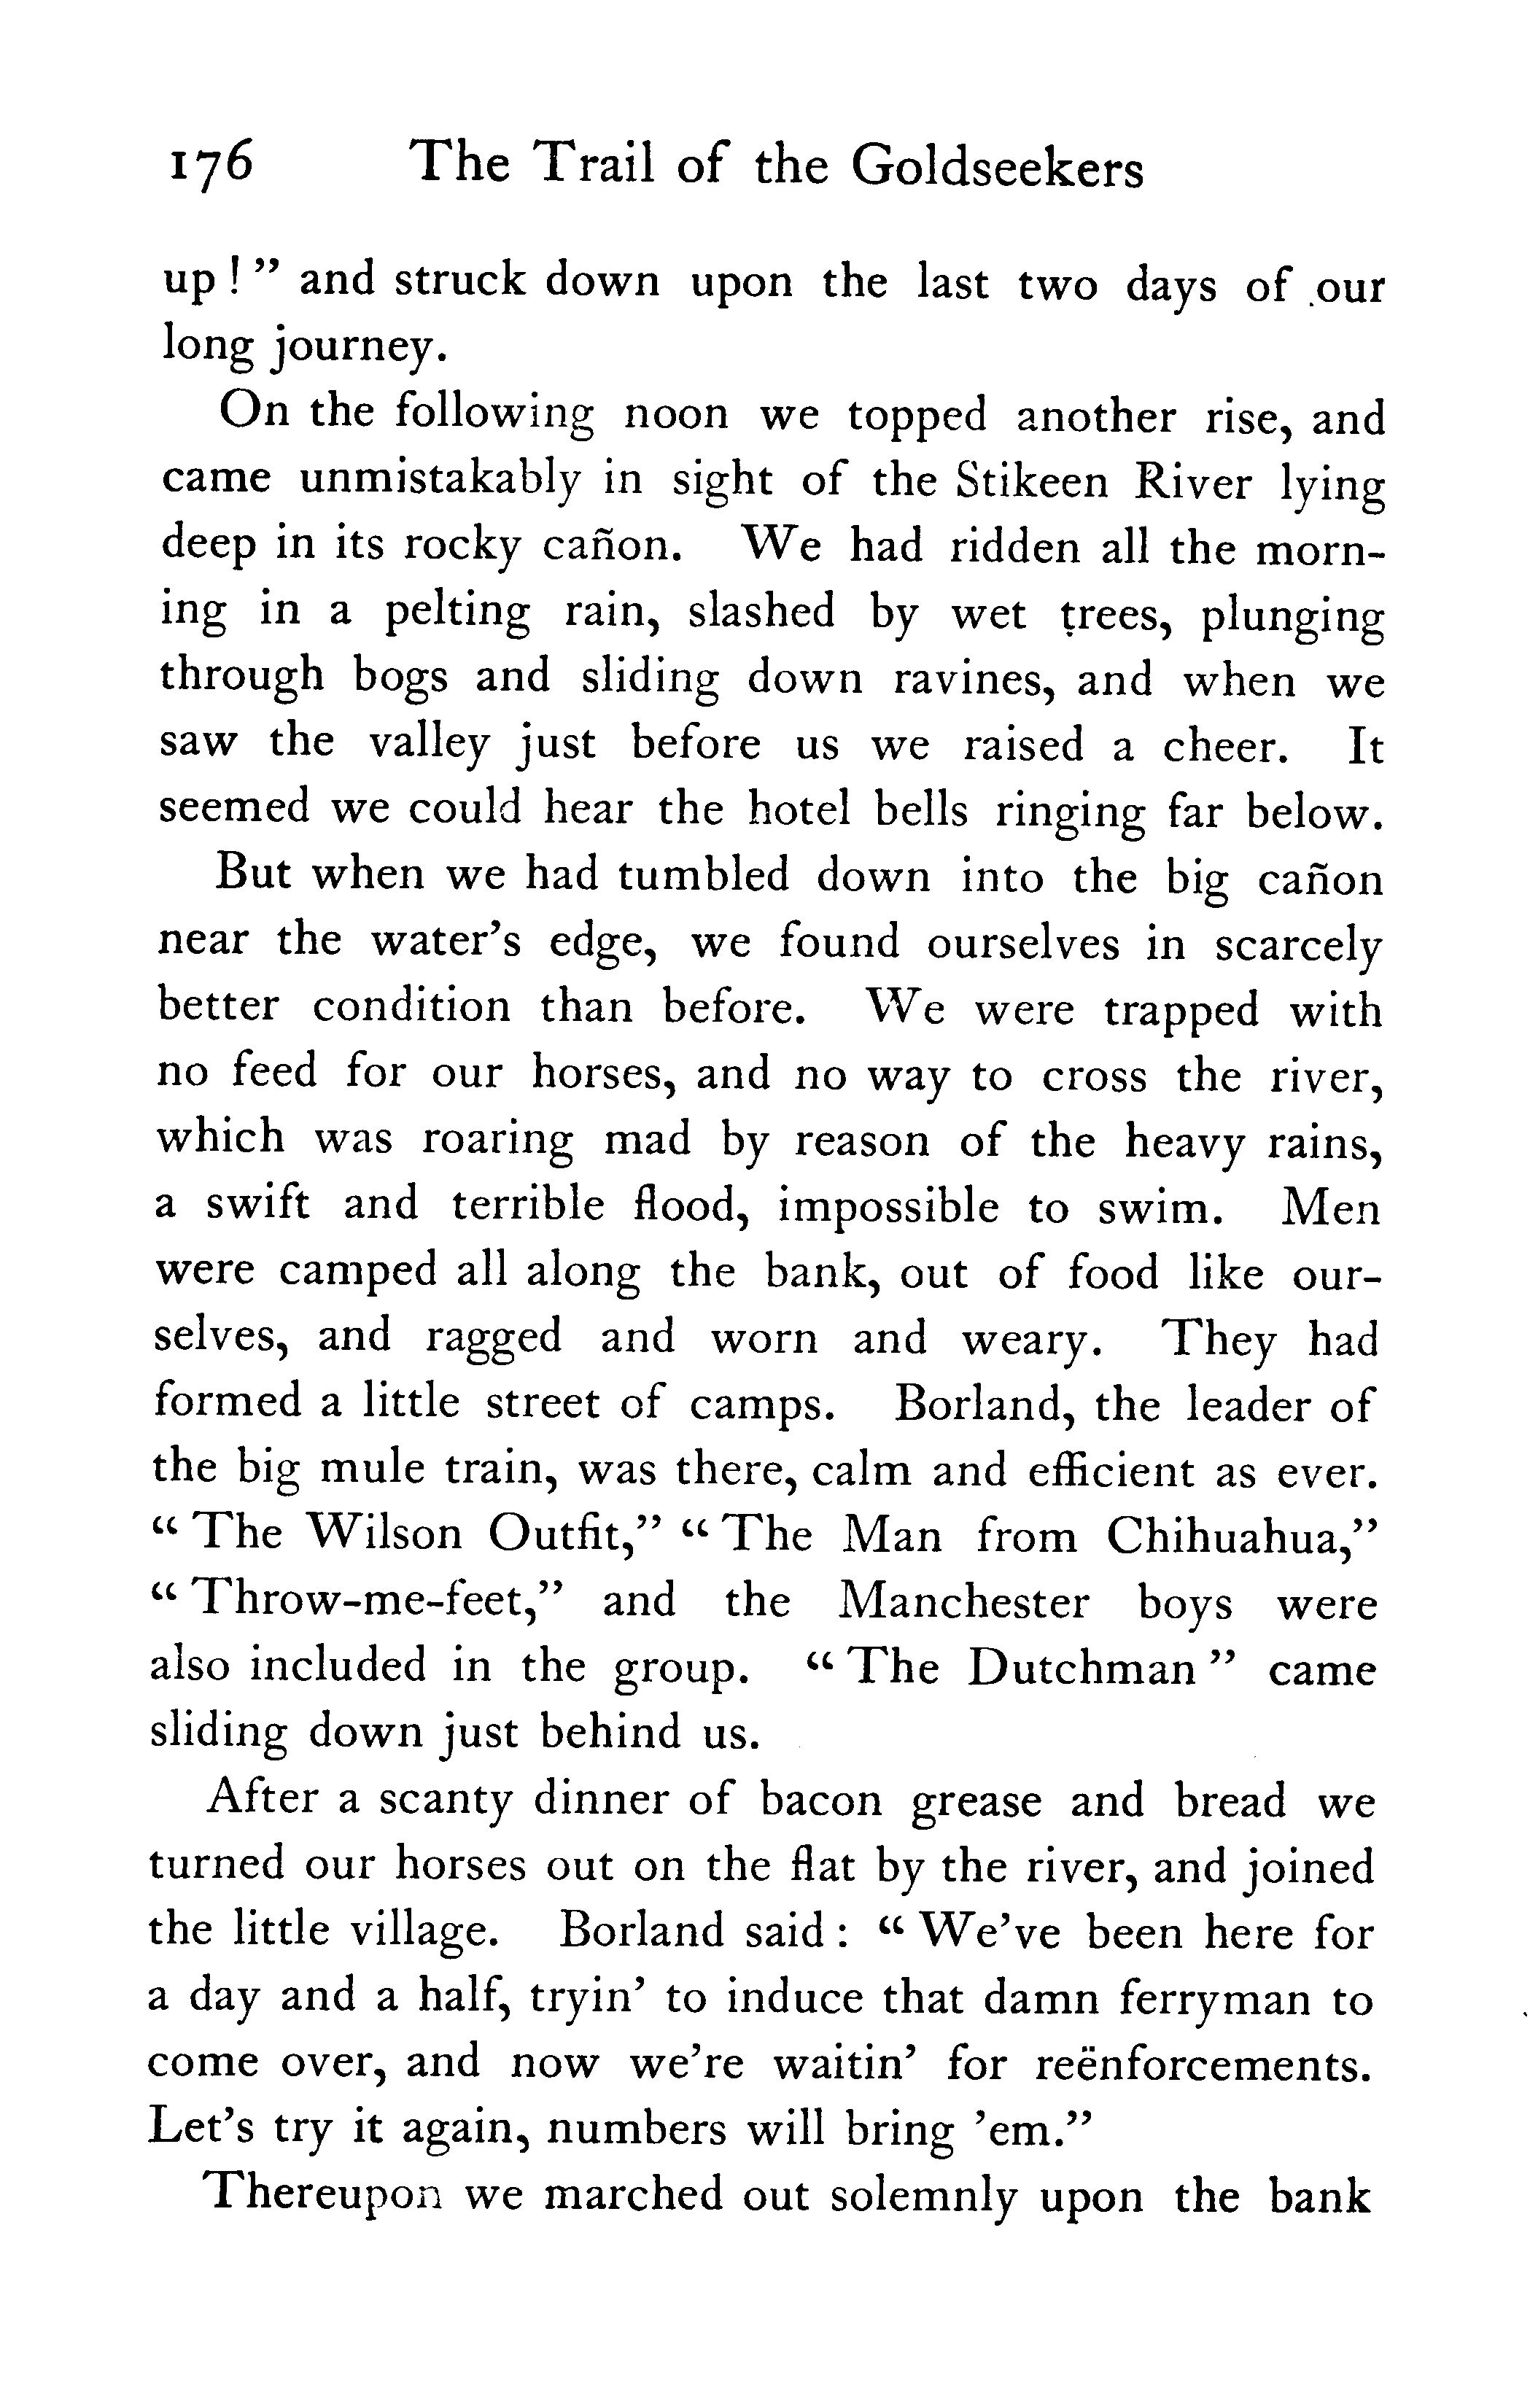 176 The Trail of the Goldseekers
up!" and struck down upon the last two days of our
long journey.
On the following noon we topped another rise, and
came unmistakably in sight of the Stikeen River lying
deep in its rocky cañon. We had ridden all the morn-
ing in a pelting rain, slashed by wet trees, plunging
through bogs and sliding down ravines, and when we
saw the valley just before us we raised a cheer. It
seemed we could hear the hotel bells ringing far below.
But when we had tumbled down into the big cañon
near the water's edge, we found ourselves in scarcely
better condition than before. We were trapped with
no feed for our horses, and no way to cross the river,
which was roaring mad by reason of the heavy rains,
a swift and terrible flood, impossible to swim. Men
were camped all along the bank, out of food like our-
selves, and ragged and worn and weary. They had
formed a little street of camps. Borland, the leader of
the big mule train, was there, calm and efficient as ever.
"The Wilson Outfit," "The Man from Chihuahua,"
"Throw-me-feet," and the Manchester boys were
also included in the group. "The Dutchman" came
sliding down just behind us.
After a scanty dinner of bacon grease and bread we
turned our horses out on the flat by the river, and joined
the little village. Borland said: "We've been here for
a day and a half, tryin' to induce that damn ferryman to
come over, and now we're waitin' for reënforcements.
Let's try it again, numbers will bring 'em."
Thereupon we marched out solemnly upon the bank